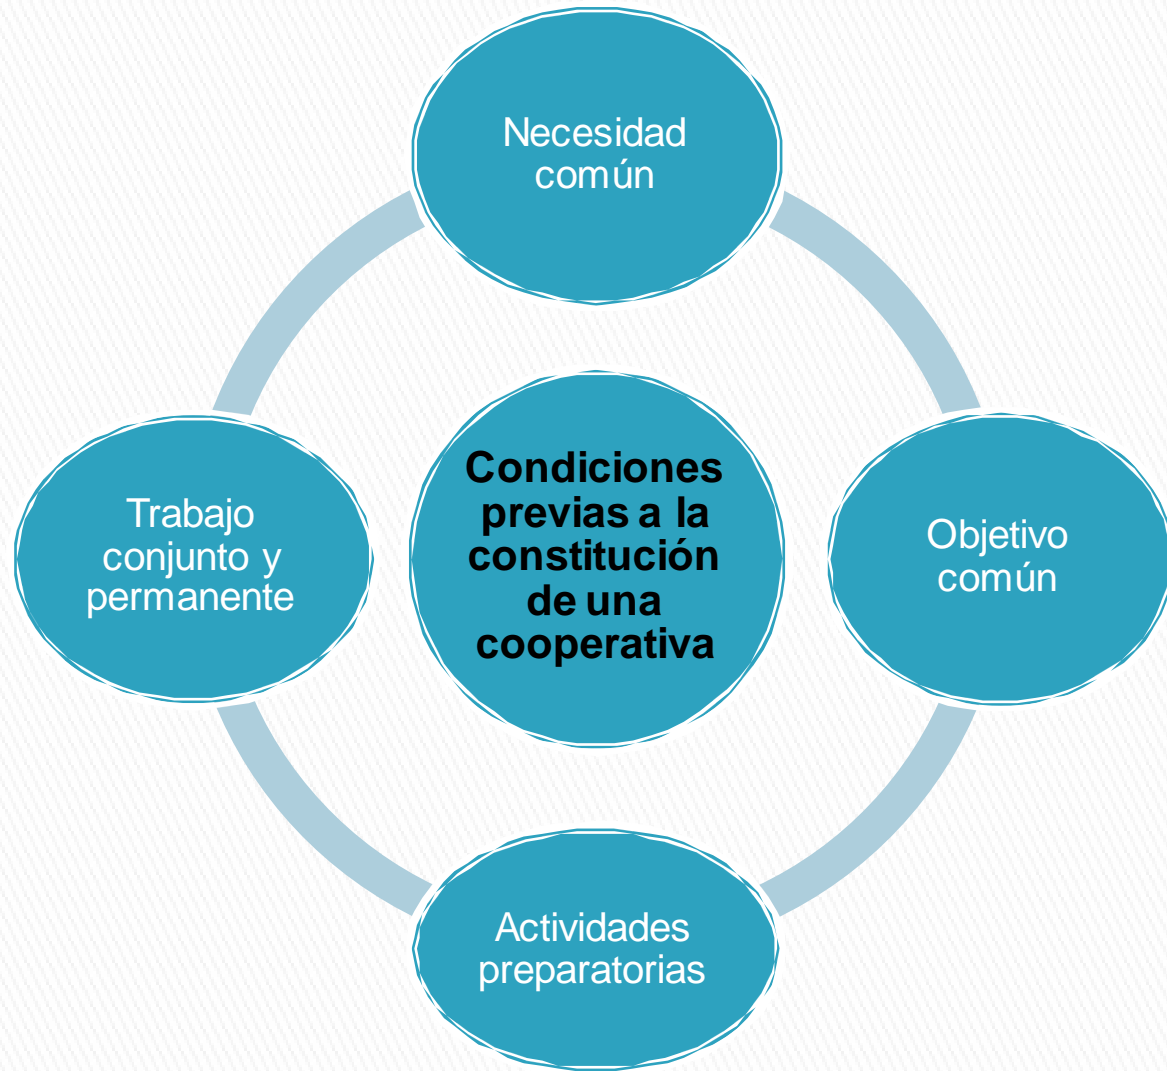 Necesidad
común
Condiciones
previas a la
constitución
de una
cooperativa
Trabajo
conjunto y
permanente
Objetivo
común
Actividades
preparatorias